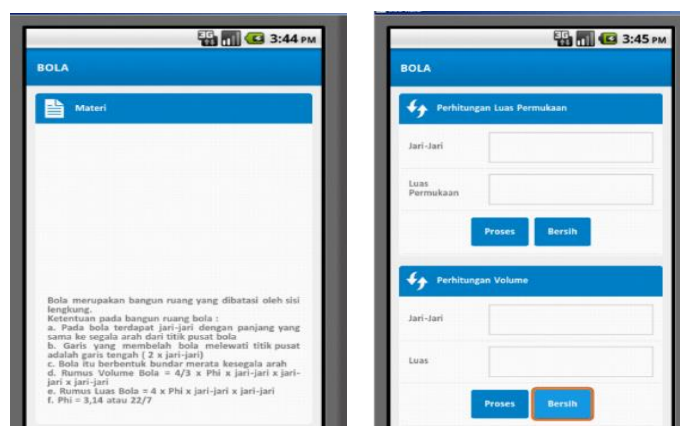 3G 3:44 PM
BOLA
Materi
Bola merupakan bangun ruang yang dibatasi oleh sisi
lengkung.
Ketentuan pada bangun ruang bola :
a. Pada bola terdapat jari-jari dengan panjang yang
sama ke segala arah dari titik pusat bola
b. Garis yang membelah bola melewati titik pusat
adalah garis tengah ( 2 x jari-jari)
c. Bola itu berbentuk bundar merata kesegala arah
d. Rumus Volume Bola = 4/3 x Phi x jari-jari x jari-
jari x jari-jari
e. Rumus Luas Bola = 4 x Phi x jari-jari x jari-jari
f. Phi = 3,14 atau 22/7
3G 3:45 PM
BOLA
Perhitungan Luas Permukaan
Jari-Jari
Luas
Permukaan
Proses Bersih
Perhitungan Volume
Jari-Jari
Luas
Proses Bersih